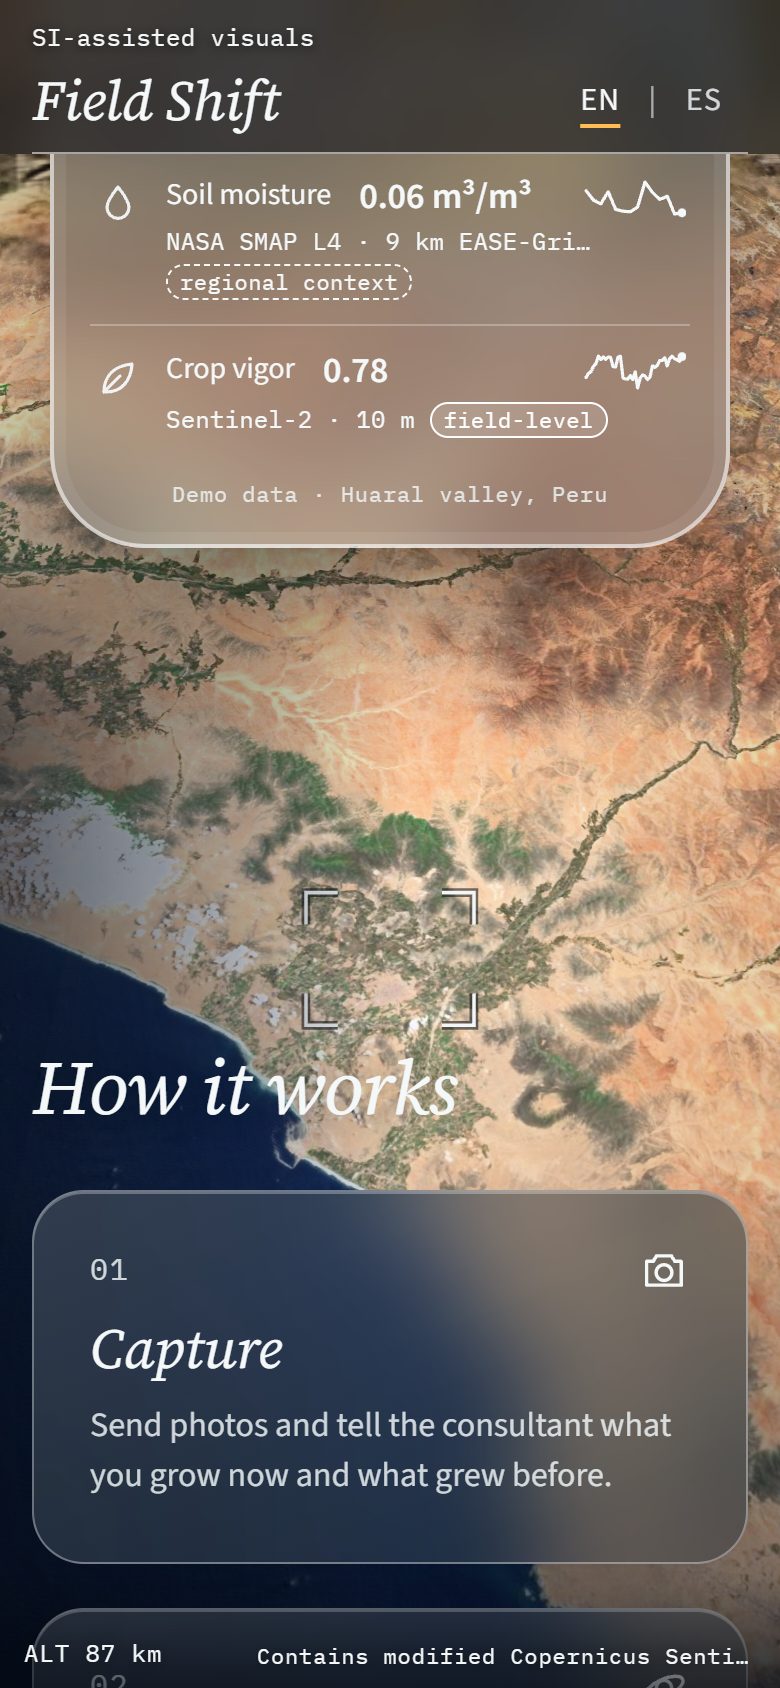 SI-assisted visuals
Field Shift
EN | ES
Soil moisture 0.06 m³/m³
NASA SMAP L4 · 9 km EASE-Gri…
regional context
Crop vigor 0.78
Sentinel-2 · 10 m field-level
Demo data · Huaral valley, Peru
How it works
01
Capture
Send photos and tell the consultant what
you grow now and what grew before.
ALT 87 km
Contains modified Copernicus Senti…
02